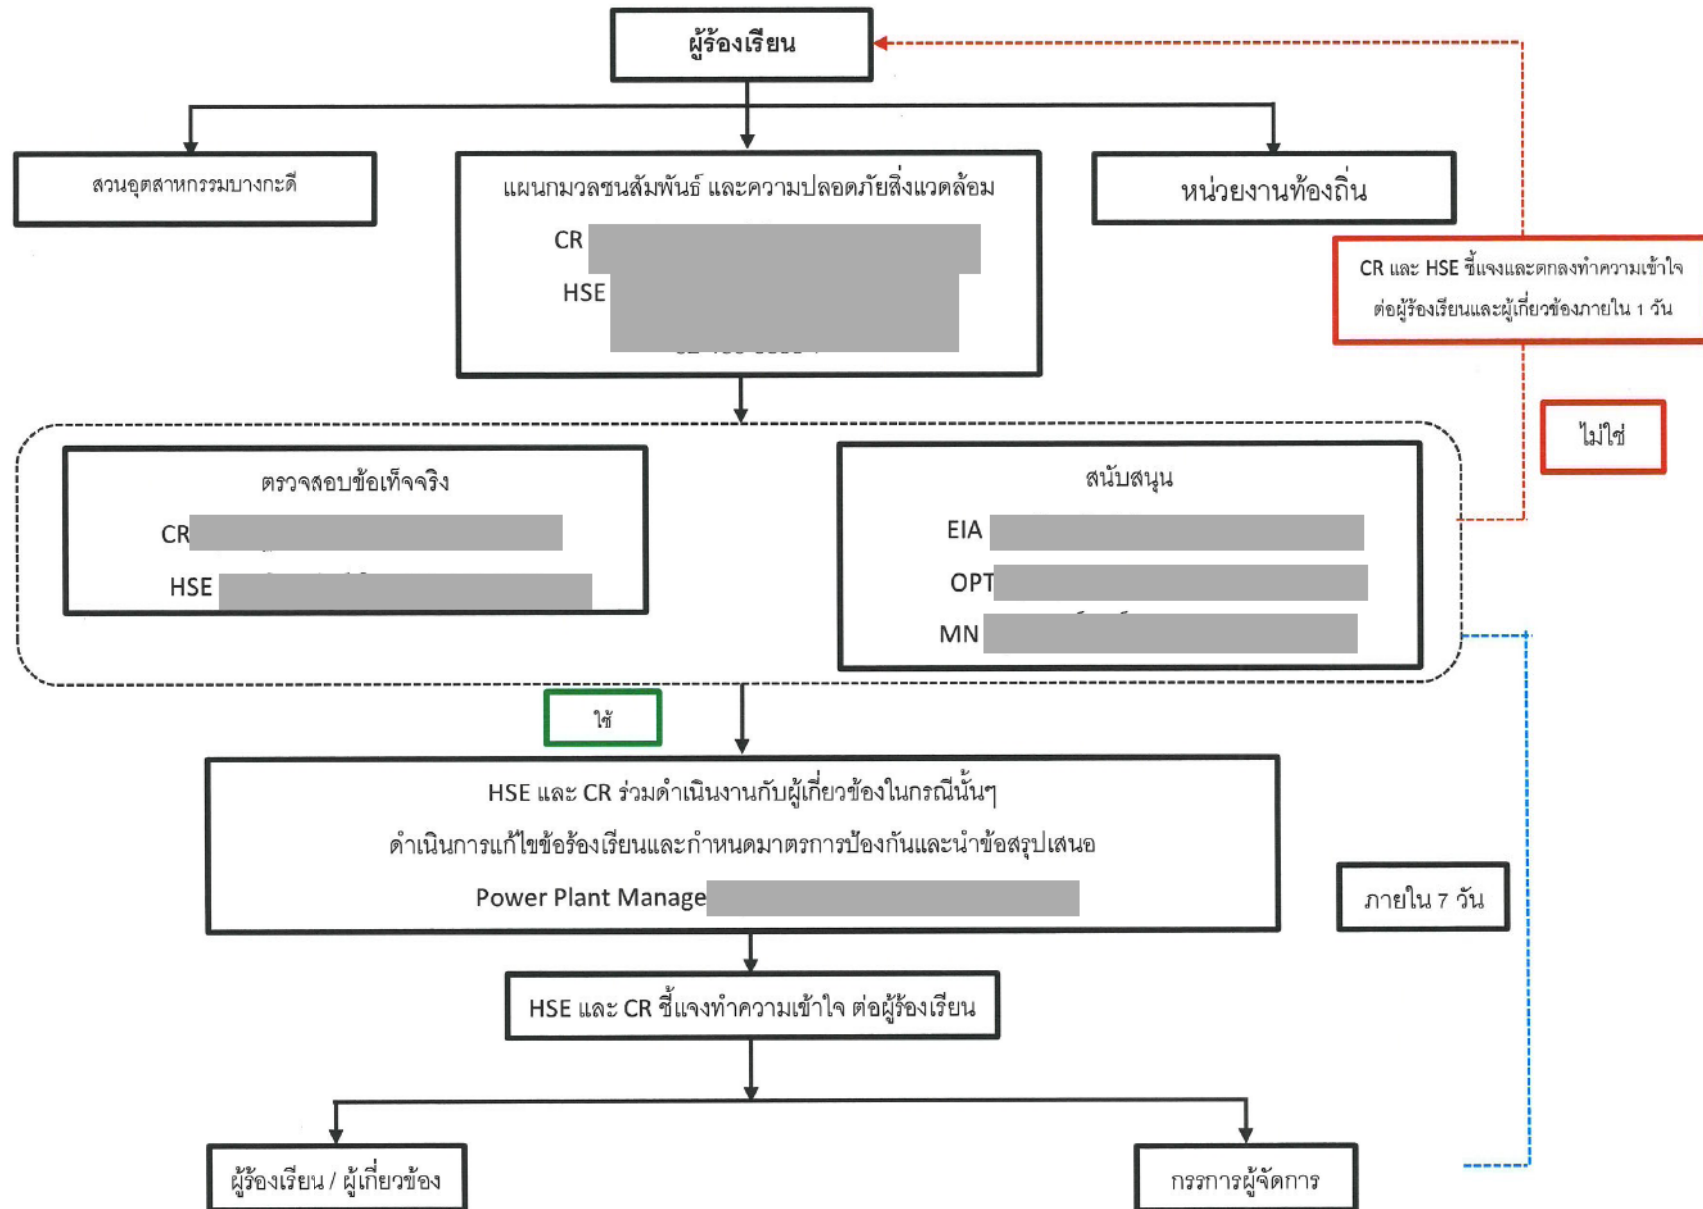 ผู้ร้องเรียน
สวนอุตสาหกรรมบางกะดี
แผนกมวลชนสัมพันธ์ และความปลอดภัยสิ่งแวดล้อม
CR
HSE
หน่วยงานท้องถิ่น
CR และ HSE ชี้แจงและตกลงทำความเข้าใจ
ต่อผู้ร้องเรียนและผู้เกี่ยวข้องภายใน 1 วัน
ไม่ใช่
ตรวจสอบข้อเท็จจริง
CR
HSE
สนับสนุน
EIA
OPT
MN
ใช้
HSE และ CR ร่วมดำเนินงานกับผู้เกี่ยวข้องในกรณีนั้นๆ
ดำเนินการแก้ไขข้อร้องเรียนและกำหนดมาตรการป้องกันและนำข้อสรุปเสนอ
Power Plant Manage
ภายใน 7 วัน
HSE และ CR ชี้แจงทำความเข้าใจ ต่อผู้ร้องเรียน
ผู้ร้องเรียน / ผู้เกี่ยวข้อง
กรรการผู้จัดการ